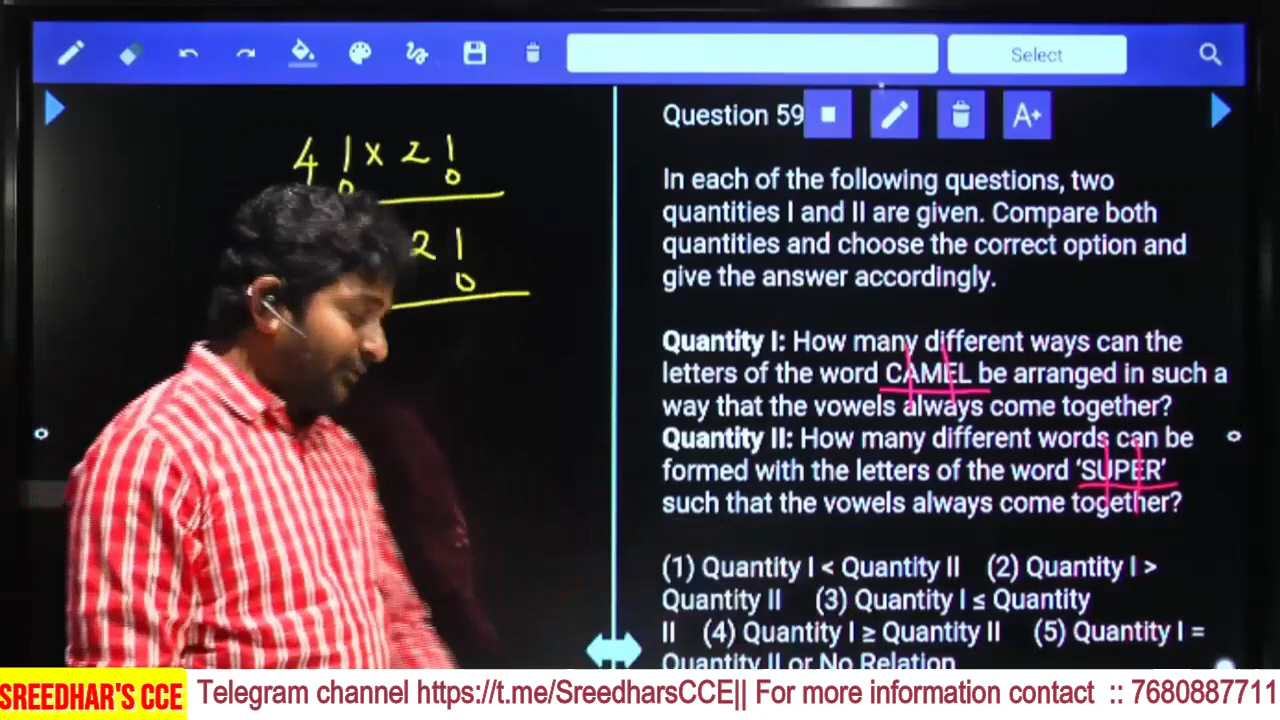 Select
4! x 2!
2!
Question 59
A+
In each of the following questions, two
quantities I and II are given. Compare both
quantities and choose the correct option and
give the answer accordingly.
Quantity I: How many different ways can the
letters of the word CAMEL be arranged in such a
way that the vowels always come together?
Quantity II: How many different words can be
formed with the letters of the word ‘SUPER’
such that the vowels always come together?
(1) Quantity I < Quantity II (2) Quantity I >
Quantity II (3) Quantity I ≤ Quantity
II (4) Quantity I ≥ Quantity II (5) Quantity I =
Quantity II or No Relation
SREEDHAR'S CCE Telegram channel https://t.me/SreedharsCCE|| For more information contact :: 7680887711